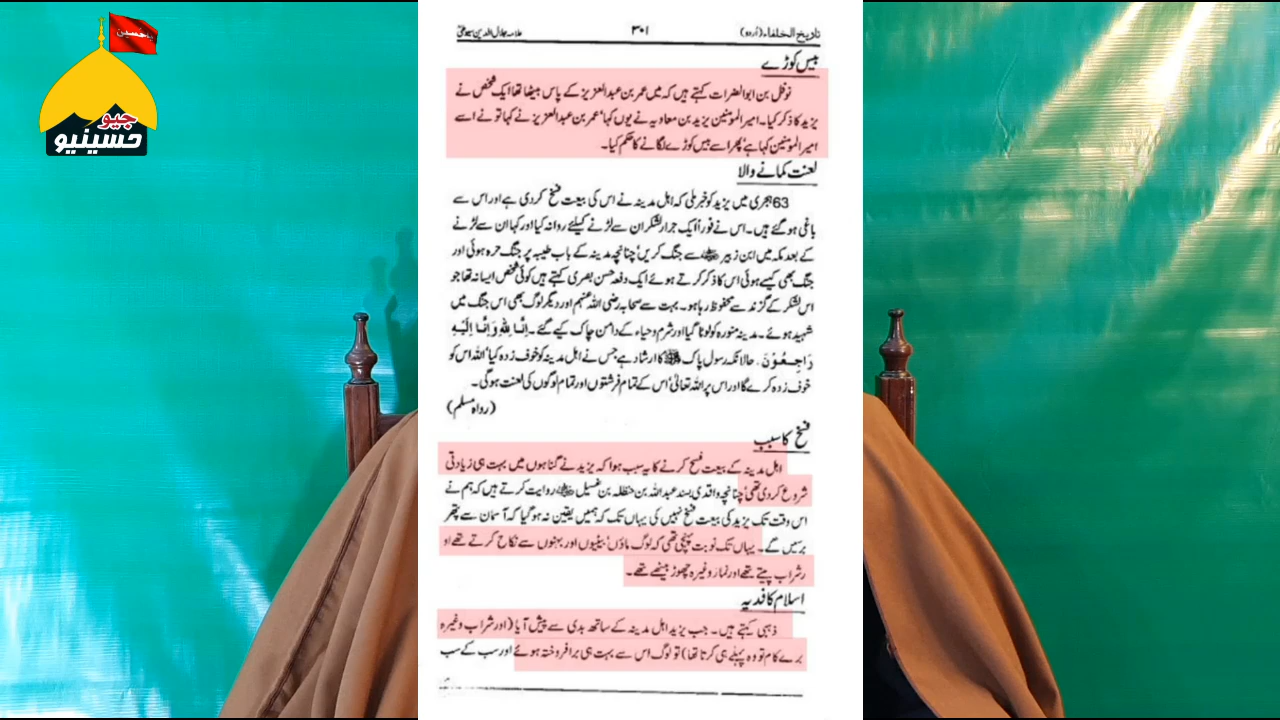 یاحسین
جیو
حسینیو
تاریخ الخلفاء (اُردو) ۳۰۱ علامہ جلال الدین سیوطی
بیس کوڑے
نوفل بن ابوالضرات کہتے ہیں کہ میں عمر بن عبدالعزیز کے پاس بیٹھا تھا ایک شخص نے
یزید کا ذکر کیا۔ امیر المؤمنین یزید بن معاویہ نے یوں کہا' عمر بن عبدالعزیز نے کہا تو نے اسے
امیر المؤمنین کہا ہے' پھر اسے بیس کوڑے لگانے کا حکم کیا۔
لعنت کمانے والا
63 ہجری میں یزید کو خبر ملی کہ اہل مدینہ نے اس کی بیعت فسخ کر دی ہے اور اس سے
باغی ہو گئے ہیں۔ اس نے فوراً ایک جرار لشکر ان سے لڑنے کیلئے روانہ کیا اور کہا ان سے لڑنے
کے بعد مکہ میں ابن زبیر ؓ سے جنگ کریں' چنانچہ مدینہ کے باب طیبہ پر جنگ حرہ ہوئی اور
جنگ بھی کیسے ہوئی اس کا ذکر کرتے ہوئے ایک دفعہ حسن بصری کہتے ہیں کوئی شخص ایسا نہ تھا جو
اس لشکر کے گزند سے محفوظ رہا ہو۔ بہت سے صحابہ رضی اللہ عنہم اور دیگر لوگ بھی اس جنگ میں
شہید ہوئے۔ مدینہ منورہ کو لوٹا گیا اور شرم و حیاء کے دامن چاک کیے گئے۔ اِنَّا لِلّٰہِ وَاِنَّا اِلَیْہِ
رَاجِعُوْنَ. حالانکہ رسول پاک ﷺ کا ارشاد ہے جس نے اہل مدینہ کو خوف زدہ کیا' اللہ اس کو
خوف زدہ کرے گا اور اس پر اللہ تعالیٰ' اس کے تمام فرشتوں اور تمام لوگوں کی لعنت ہو گی۔
(رواہ مسلم)
فسخ کا سبب
اہل مدینہ کے بیعت فسخ کرنے کا یہ سبب ہوا کہ یزید نے گناہوں میں بہت ہی زیادتی
شروع کر دی تھی' چنانچہ واقدی بسند عبداللہ بن حنظلہ بن غسیل ؓ روایت کرتے ہیں کہ ہم نے
اس وقت تک یزید کی بیعت فسخ نہیں کی یہاں تک کہ ہمیں یقین نہ ہو گیا کہ آسمان سے پتھر
برسیں گے۔ یہاں تک نوبت پہنچی تھی کہ لوگ ماؤں' بیٹیوں اور بہنوں سے نکاح کرتے تھے او
رشراب پیتے تھے اور نماز وغیرہ چھوڑ بیٹھے تھے۔
اسلام کا فدیہ
ذہبی کہتے ہیں۔ جب یزید اہل مدینہ کے ساتھ بدی سے پیش آیا (اور شراب وغیرہ
برے کام تو وہ پہلے ہی کرتا تھا) تو لوگ اس سے بہت ہی برافروختہ ہوئے اور سب کے سب